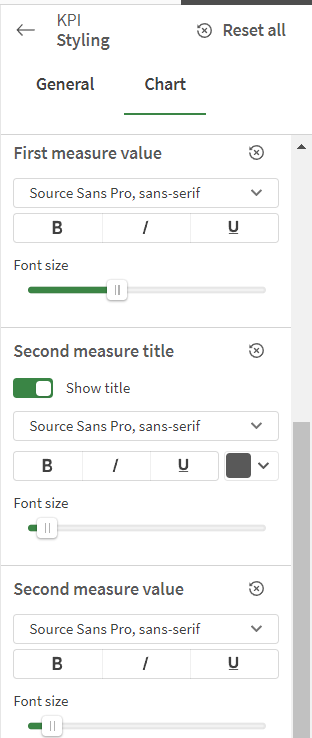 KPI
Styling
Reset all
General
Chart
First measure value
Source Sans Pro, sans-serif
B
I
U
Font size
Second measure title
Show title
Source Sans Pro, sans-serif
B
I
U
Font size
Second measure value
Source Sans Pro, sans-serif
B
I
U
Font size